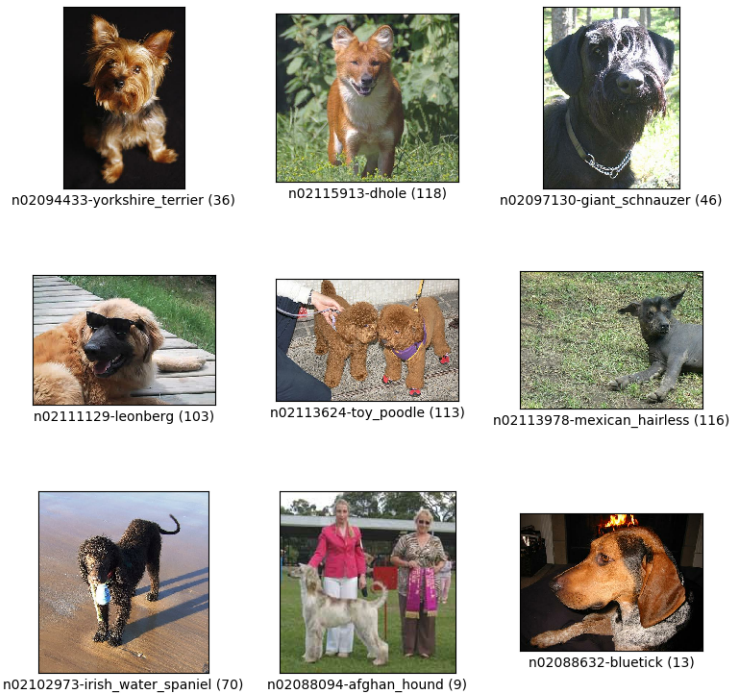 n02094433-yorkshire_terrier (36)
n02115913-dhole (118)
n02097130-giant_schnauzer (46)
n02111129-leonberg (103)
n02113624-toy_poodle (113)
n02113978-mexican_hairless (116)
n02102973-irish_water_spaniel (70)
n02088094-afghan_hound (9)
n02088632-bluetick (13)